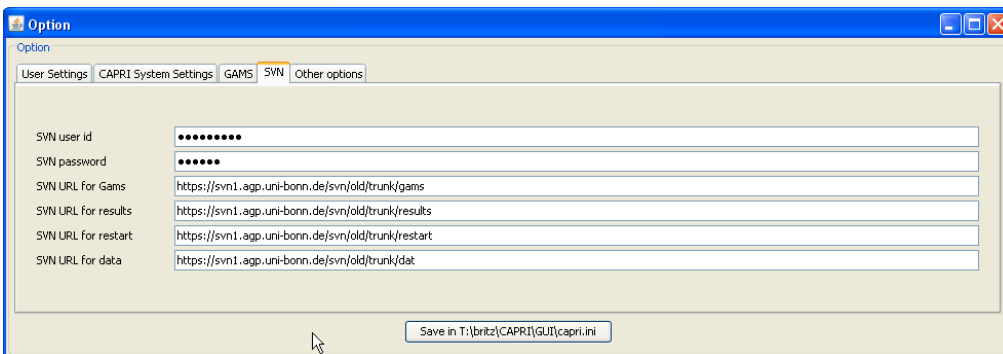 Option
Option
User Settings CAPRI System Settings GAMS SVN Other options
SVN user id ●●●●●●●●●
SVN password ●●●●●●
SVN URL for Gams https://svn1.agp.uni-bonn.de/svn/old/trunk/gams
SVN URL for results https://svn1.agp.uni-bonn.de/svn/old/trunk/results
SVN URL for restart https://svn1.agp.uni-bonn.de/svn/old/trunk/restart
SVN URL for data https://svn1.agp.uni-bonn.de/svn/old/trunk/dat
Save in T:\britz\CAPRI\GUI\capri.ini